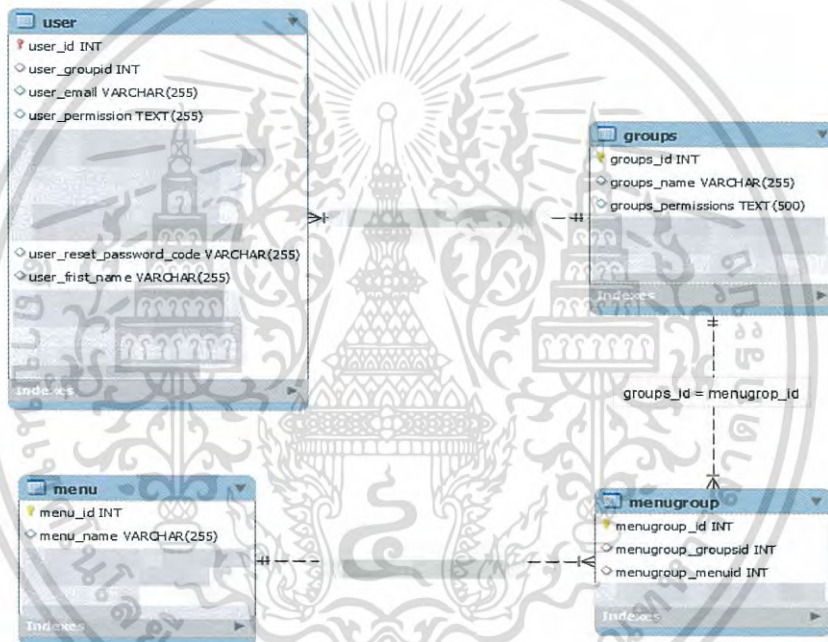 user
user_id INT
user_groupid INT
user_email VARCHAR(255)
user_permission TEXT(255)
user_reset_password_code VARCHAR(255)
user_frist_name VARCHAR(255)
Indexes
groups
groups_id INT
groups_name VARCHAR(255)
groups_permissions TEXT(500)
Indexes
groups_id = menugrop_id
menu
menu_id INT
menu_name VARCHAR(255)
Indexes
menugroup
menugroup_id INT
menugroup_groupsid INT
menugroup_menuid INT
Indexes